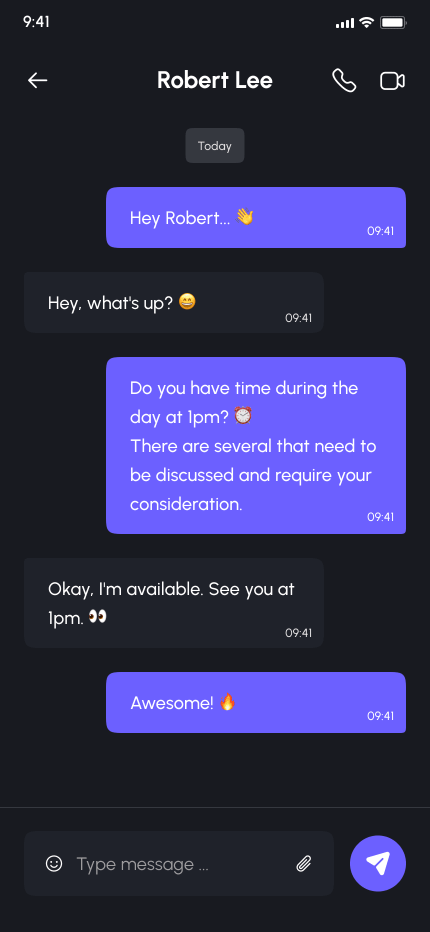 9:41
Robert Lee
Today
Hey Robert... 👋
09:41
Hey, what's up? 😄
09:41
Do you have time during the
day at 1pm? ⏰
There are several that need to
be discussed and require your
consideration.
09:41
Okay, I'm available. See you at
1pm. 👀
09:41
Awesome! 🔥
09:41
Type message ...